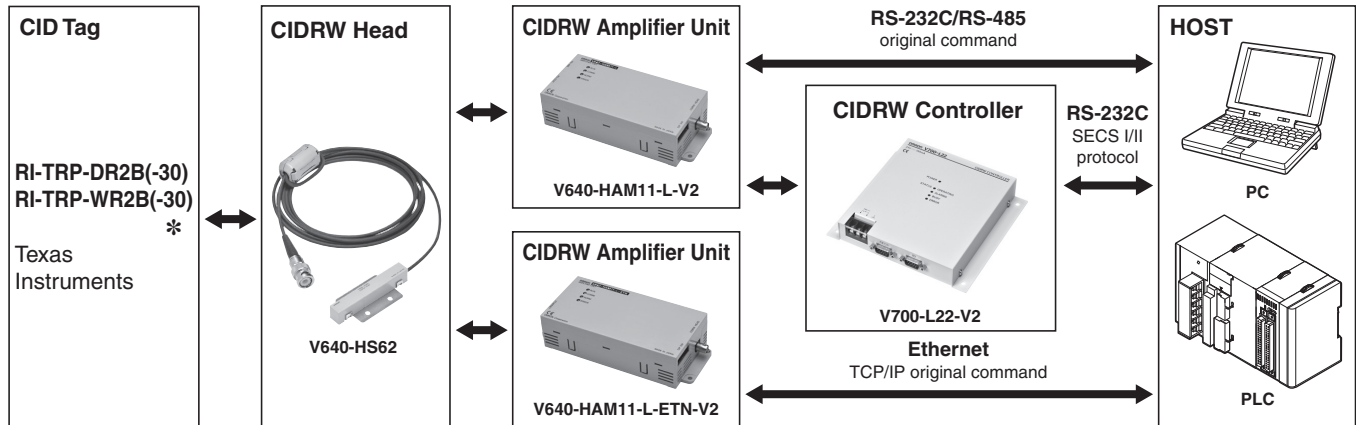 CID Tag
RI-TRP-DR2B(-30)
RI-TRP-WR2B(-30)
*
Texas
Instruments
CIDRW Head
V640-HS62
CIDRW Amplifier Unit
V640-HAM11-L-V2
CIDRW Amplifier Unit
V640-HAM11-L-ETN-V2
RS-232C/RS-485
original command
CIDRW Controller
V700-L22-V2
RS-232C
SECS I/II
protocol
Ethernet
TCP/IP original command
HOST
PC
PLC